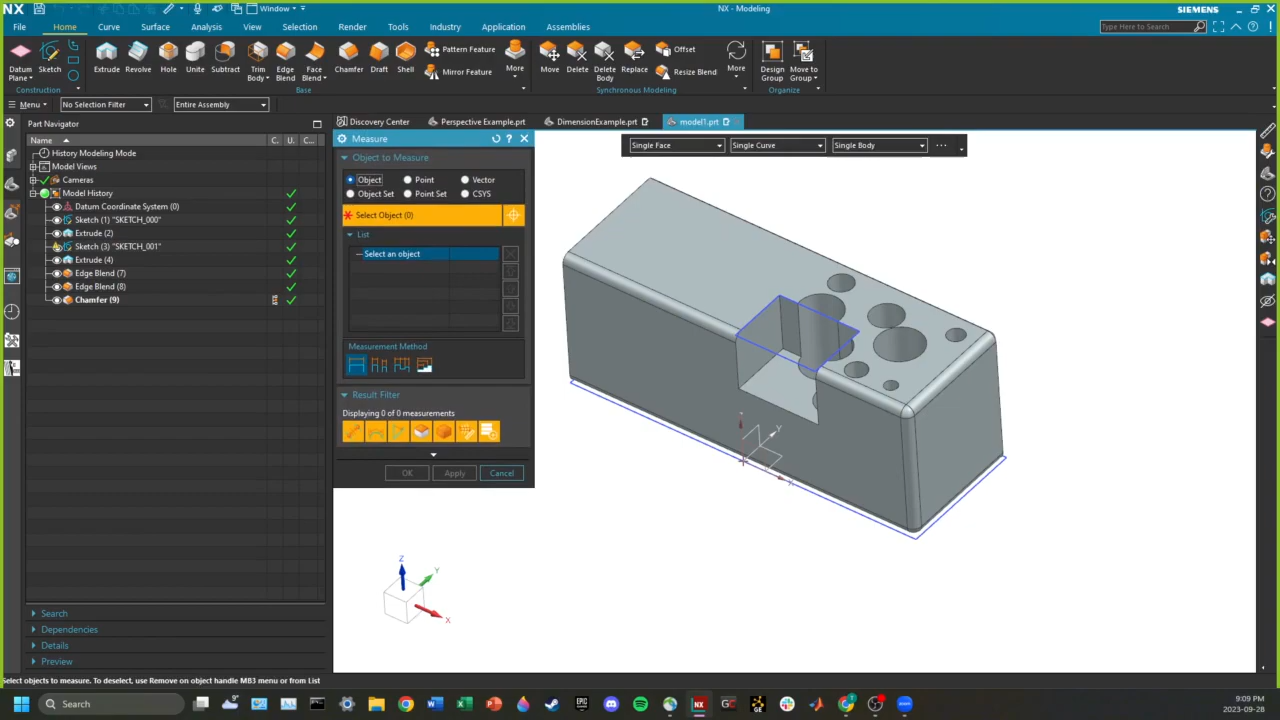 NX Window NX - Modeling SIEMENS
File Home Curve Surface Analysis View Selection Render Tools Industry Application Assemblies Type Here to Search
Datum Plane Sketch Extrude Revolve Hole Unite Subtract Trim Body Edge Blend Face Blend Chamfer Draft Shell Pattern Feature Mirror Feature More Move Delete Delete Body Replace Offset Resize Blend More Design Group Move to Group
Construction Base Synchronous Modeling Organize
Menu No Selection Filter Entire Assembly
Part Navigator
Discovery Center Perspective Example.prt DimensionExample.prt model1.prt
Name C. U. C...
History Modeling Mode
Model Views
Cameras
Model History
Datum Coordinate System (0)
Sketch (1) "SKETCH_000"
Extrude (2)
Sketch (3) "SKETCH_001"
Extrude (4)
Edge Blend (7)
Edge Blend (8)
Chamfer (9)
Search
Dependencies
Details
Preview
Measure
Object to Measure
Object Point Vector
Object Set Point Set CSYS
Select Object (0)
List
Select an object
Measurement Method
Result Filter
Displaying 0 of 0 measurements
OK Apply Cancel
Single Face Single Curve Single Body
Y
X
Z
Y
X
Select objects to measure. To deselect, use Remove on object handle MB3 menu or from List
Search
9:09 PM
2023-09-28